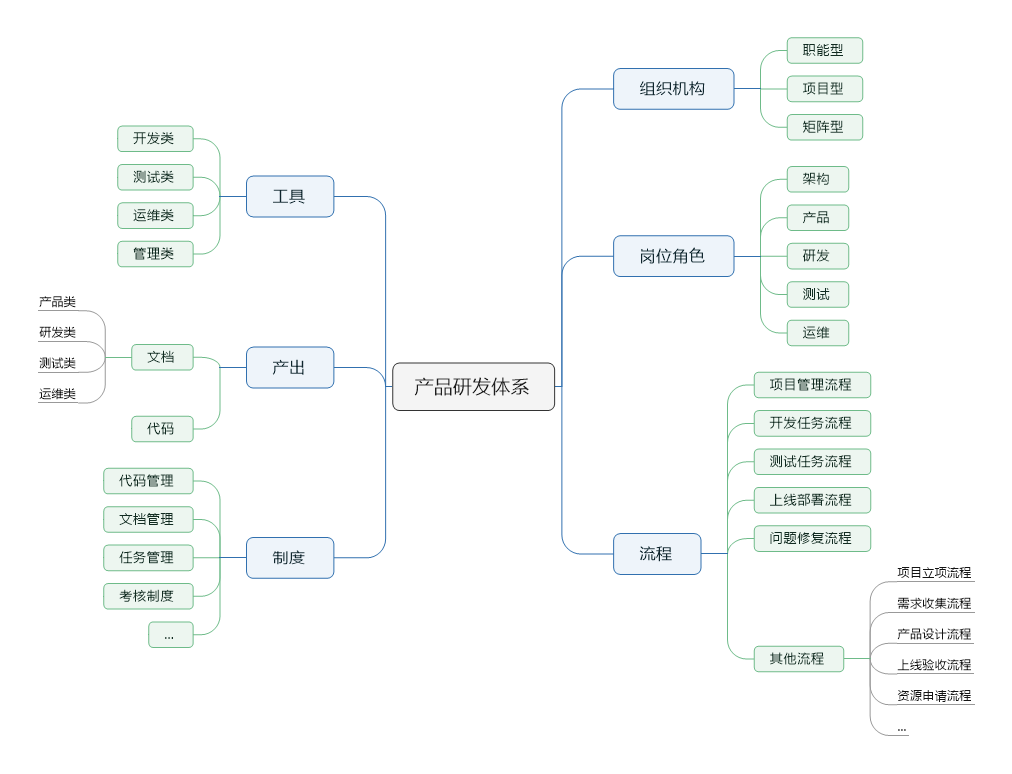 产品研发体系
组织机构
职能型
项目型
矩阵型
岗位角色
架构
产品
研发
测试
运维
流程
项目管理流程
开发任务流程
测试任务流程
上线部署流程
问题修复流程
其他流程
项目立项流程
需求收集流程
产品设计流程
上线验收流程
资源申请流程
...
工具
开发类
测试类
运维类
管理类
产出
文档
产品类
研发类
测试类
运维类
代码
制度
代码管理
文档管理
任务管理
考核制度
...